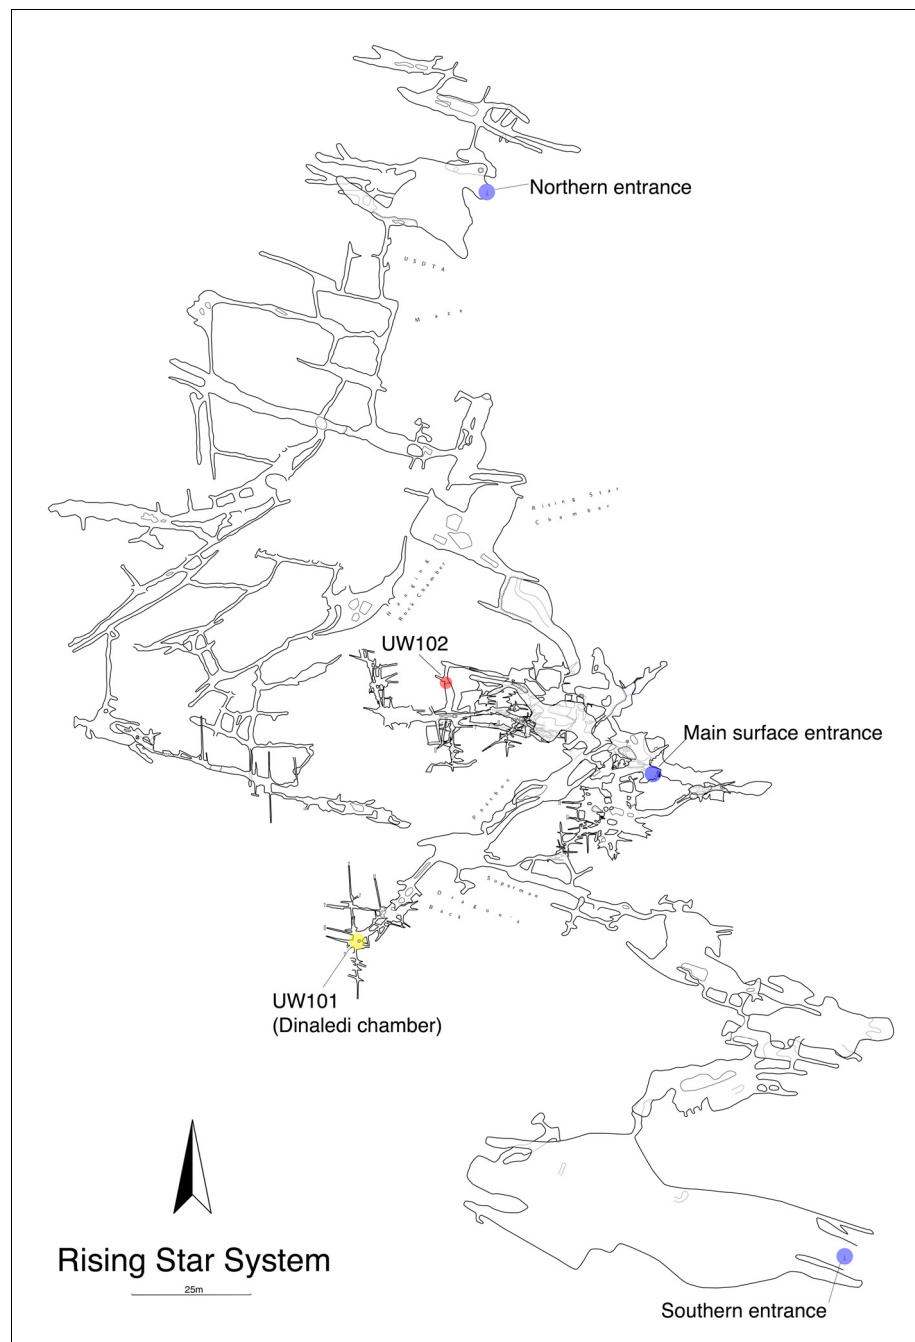 Northern entrance
USDTA
Maze
Rising Star
Chamber
Hanging
Rock Chamber
UW102
Main surface entrance
Postbox
Superman
Dragon's
Back
UW101
(Dinaledi chamber)
Rising Star System
25m
Southern entrance